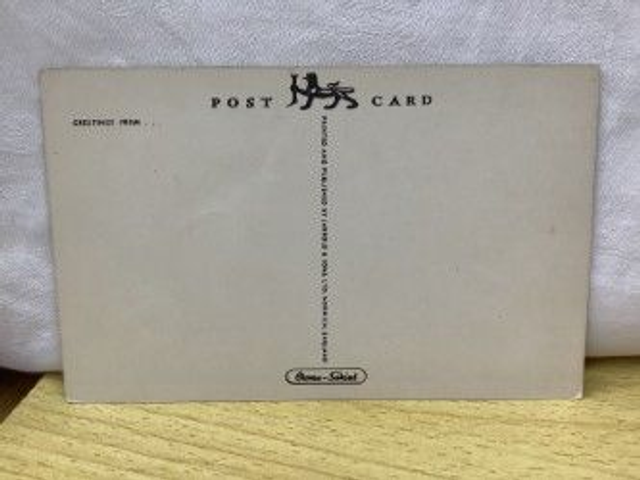 POST CARD
GREETINGS FROM . . .
PRINTED AND PUBLISHED BY JARROLD & SONS LTD. NORWICH, ENGLAND